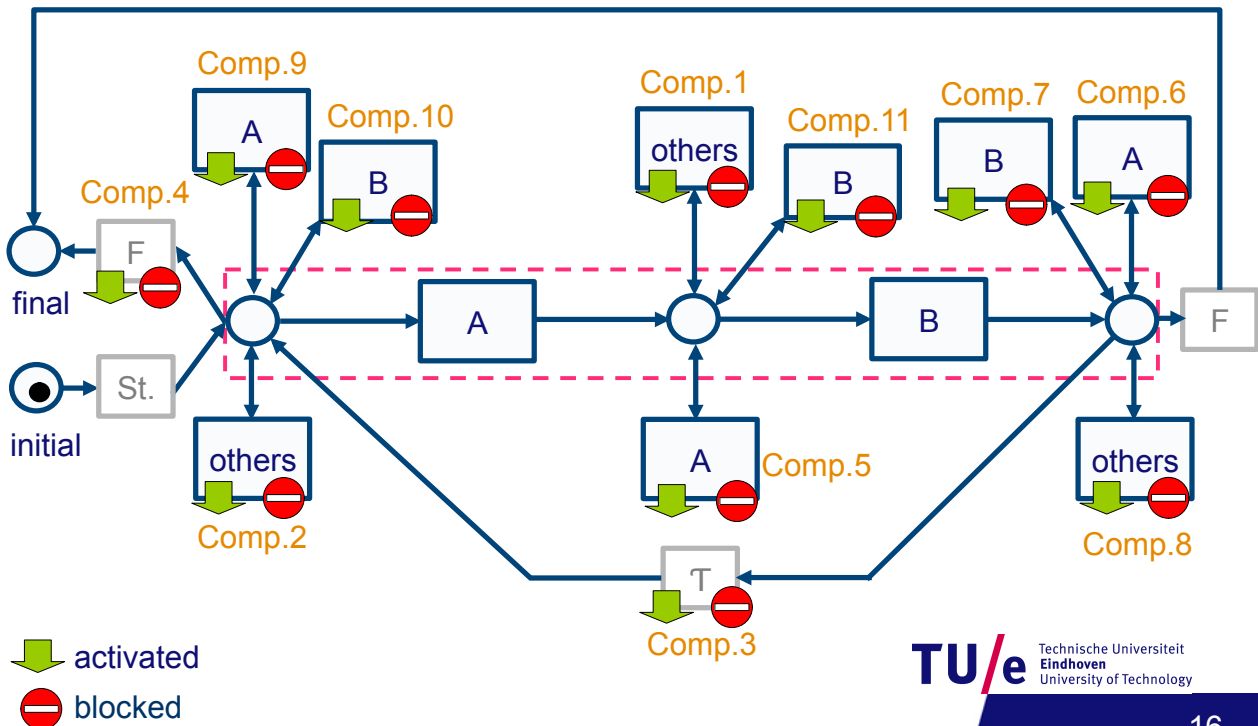 Comp.9
A
Comp.10
B
Comp.1
others
Comp.11
B
Comp.7
B
Comp.6
A
Comp.4
F
final
A
B
F
St.
initial
others
Comp.2
A
Comp.5
others
Comp.8
Ƭ
Comp.3
activated
blocked
TU/e
Technische Universiteit
Eindhoven
University of Technology
16